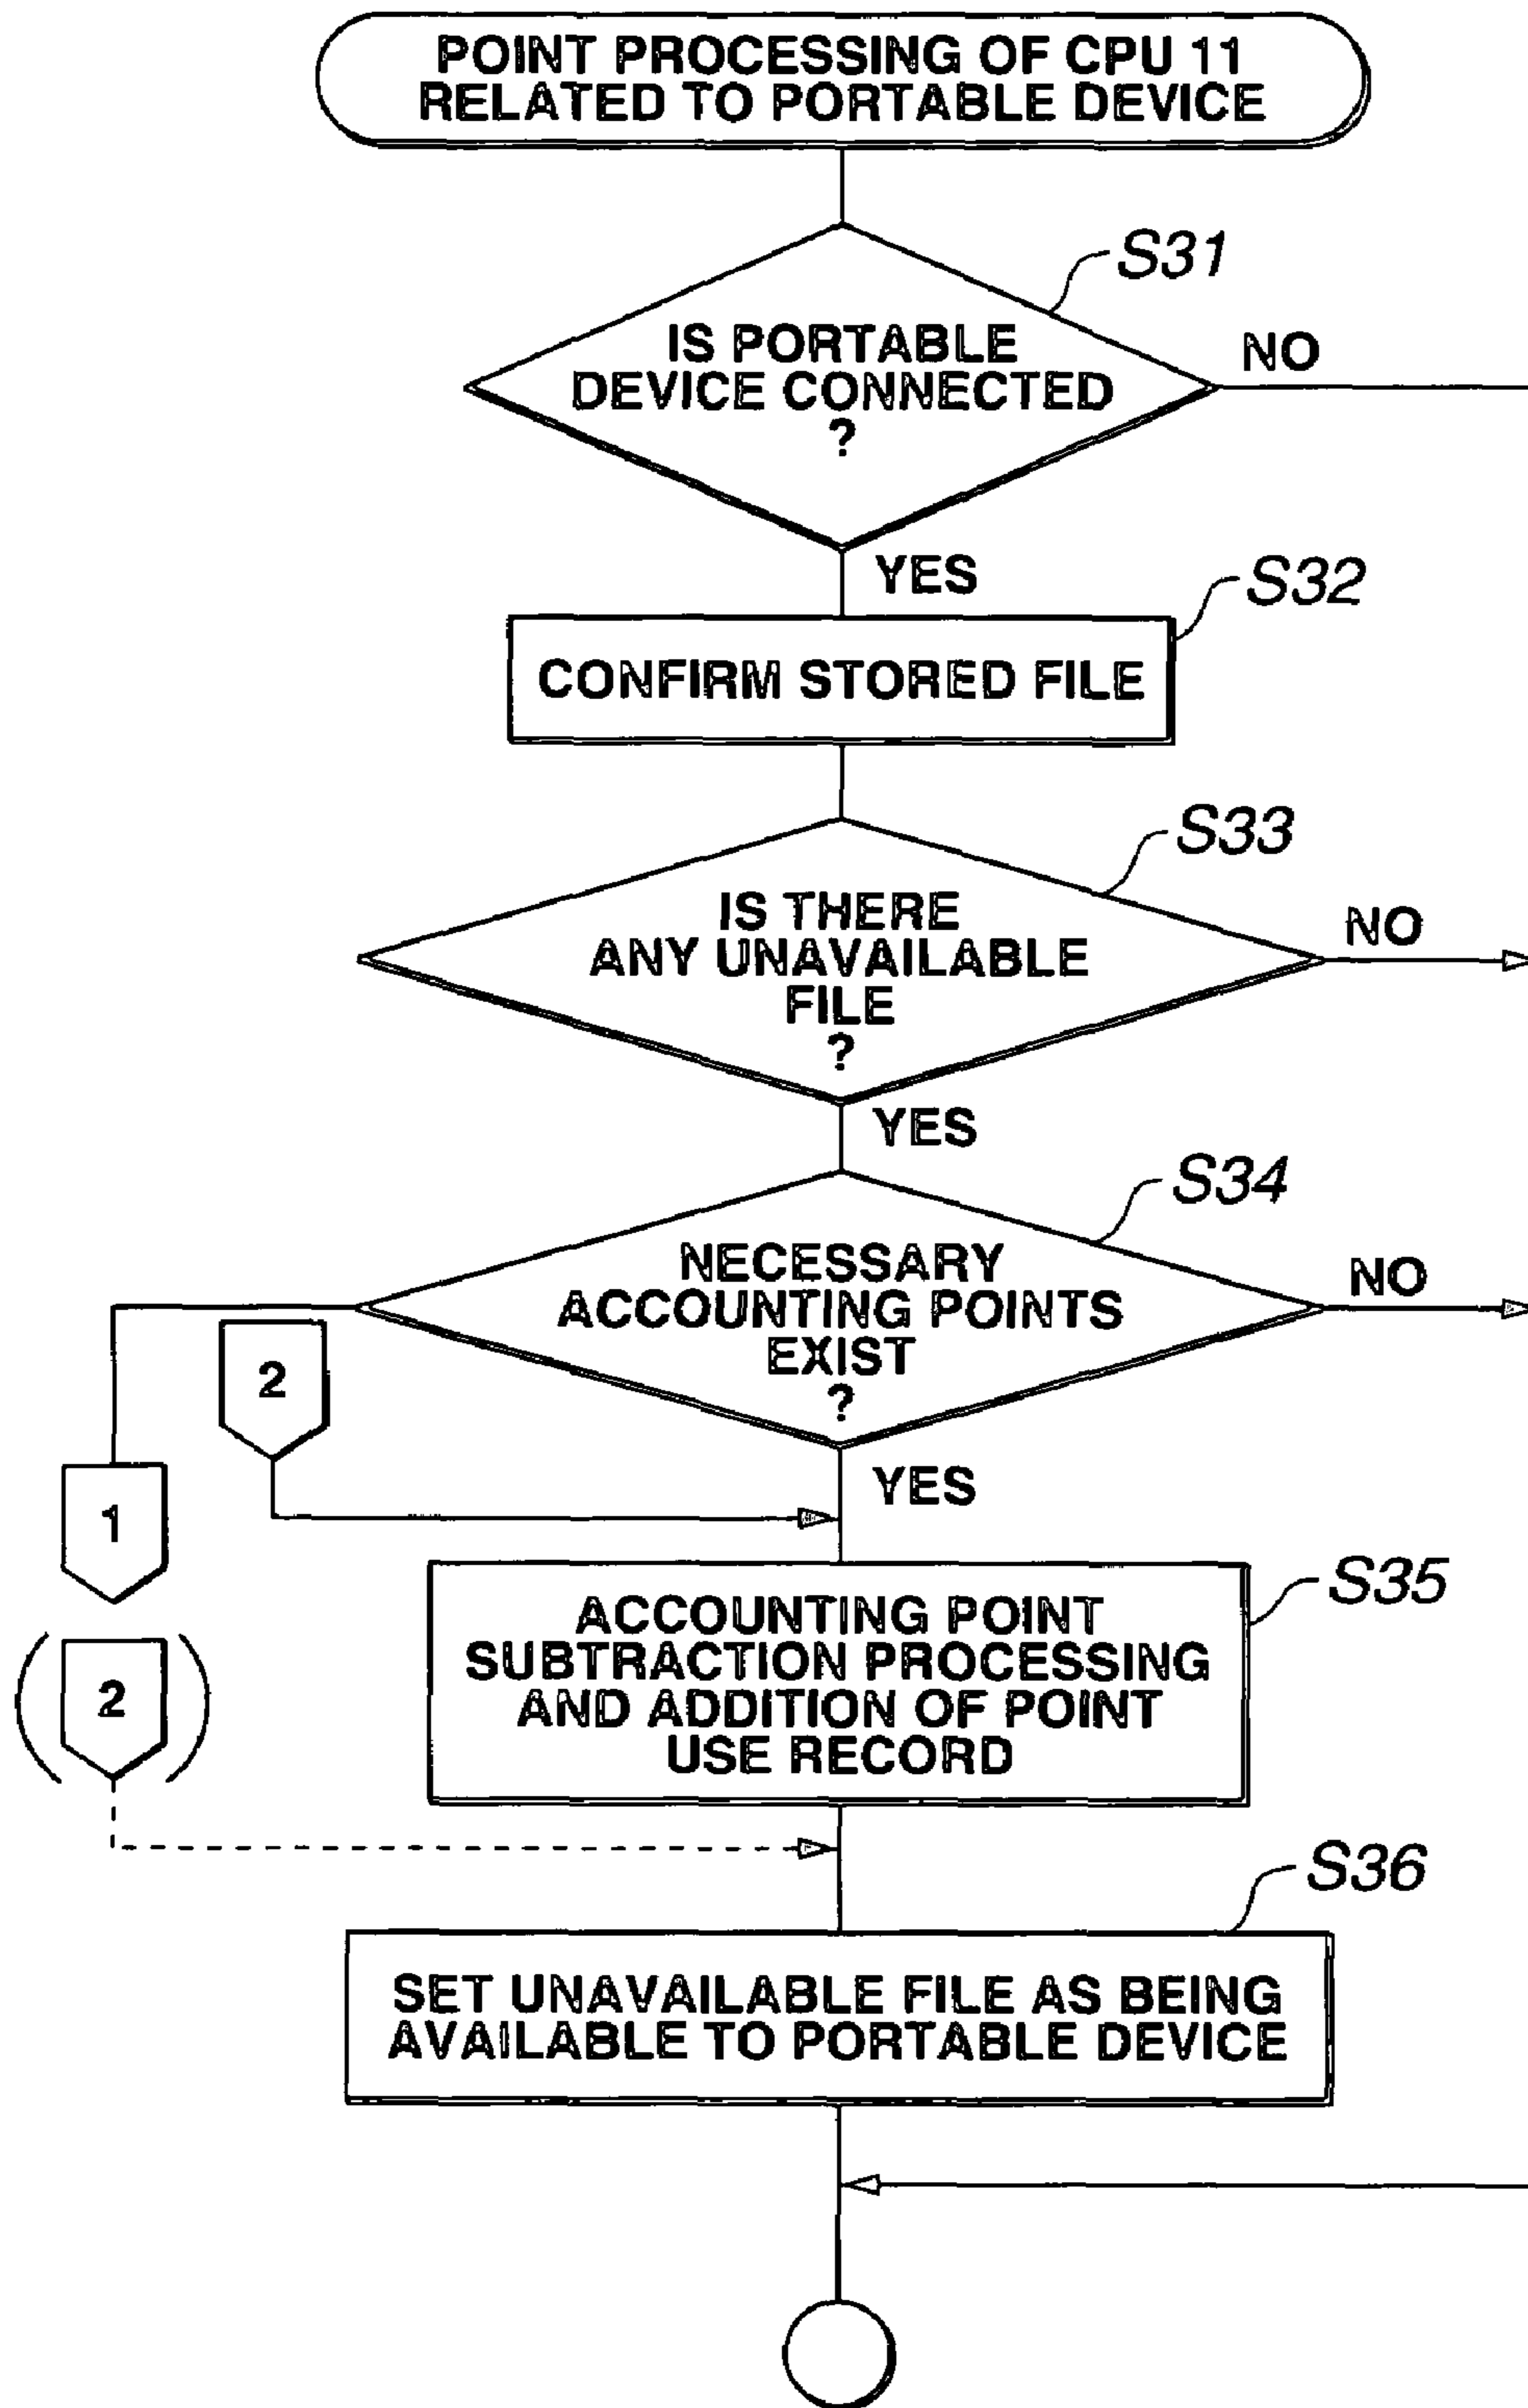 POINT PROCESSING OF CPU 11
RELATED TO PORTABLE DEVICE
S31
IS PORTABLE
DEVICE CONNECTED
?
NO
YES
S32
CONFIRM STORED FILE
S33
IS THERE
ANY UNAVAILABLE
FILE
?
NO
YES
S34
NECESSARY
ACCOUNTING POINTS
EXIST
?
NO
2
YES
1
S35
ACCOUNTING POINT
SUBTRACTION PROCESSING
AND ADDITION OF POINT
USE RECORD
(2)
S36
SET UNAVAILABLE FILE AS BEING
AVAILABLE TO PORTABLE DEVICE